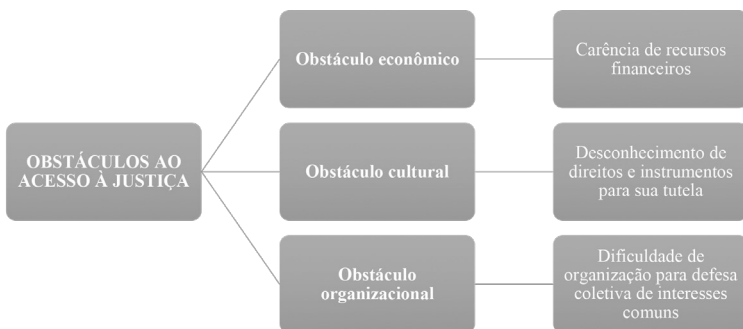 OBSTÁCULOS AO
ACESSO À JUSTIÇA
Obstáculo econômico
Carência de recursos
financeiros
Obstáculo cultural
Desconhecimento de
direitos e instrumentos
para sua tutela
Obstáculo
organizacional
Dificuldade de
organização para defesa
coletiva de interesses
comuns